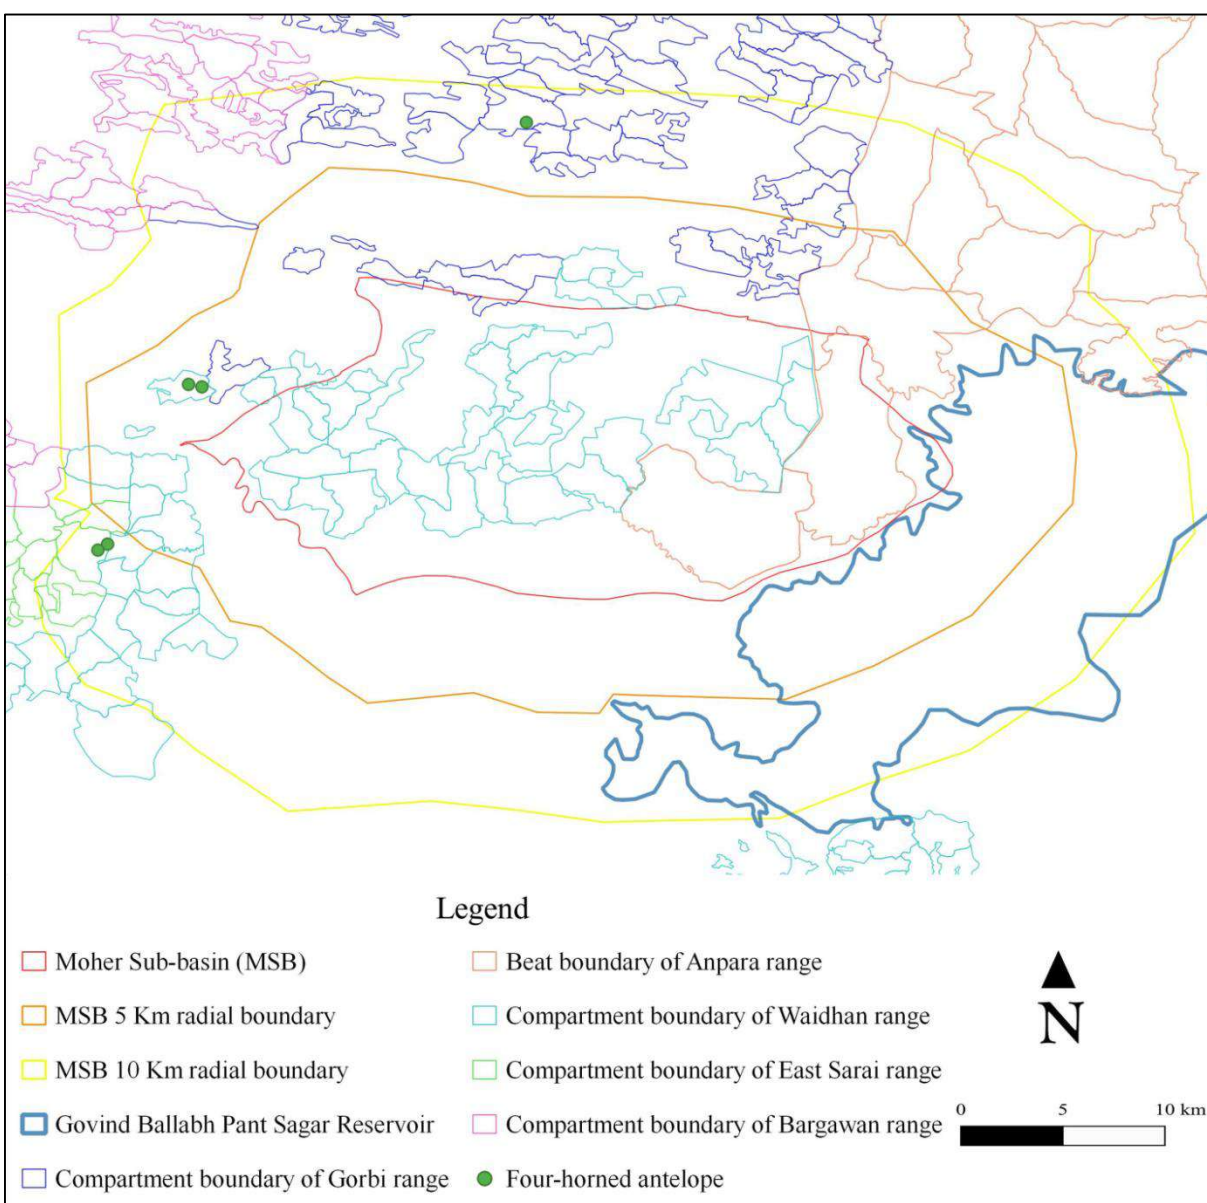 Legend
Moher Sub-basin (MSB)
MSB 5 Km radial boundary
MSB 10 Km radial boundary
Govind Ballabh Pant Sagar Reservoir
Compartment boundary of Gorbi range
Beat boundary of Anpara range
Compartment boundary of Waidhan range
Compartment boundary of East Sarai range
Compartment boundary of Bargawan range
Four-horned antelope
N
0 5 10 km